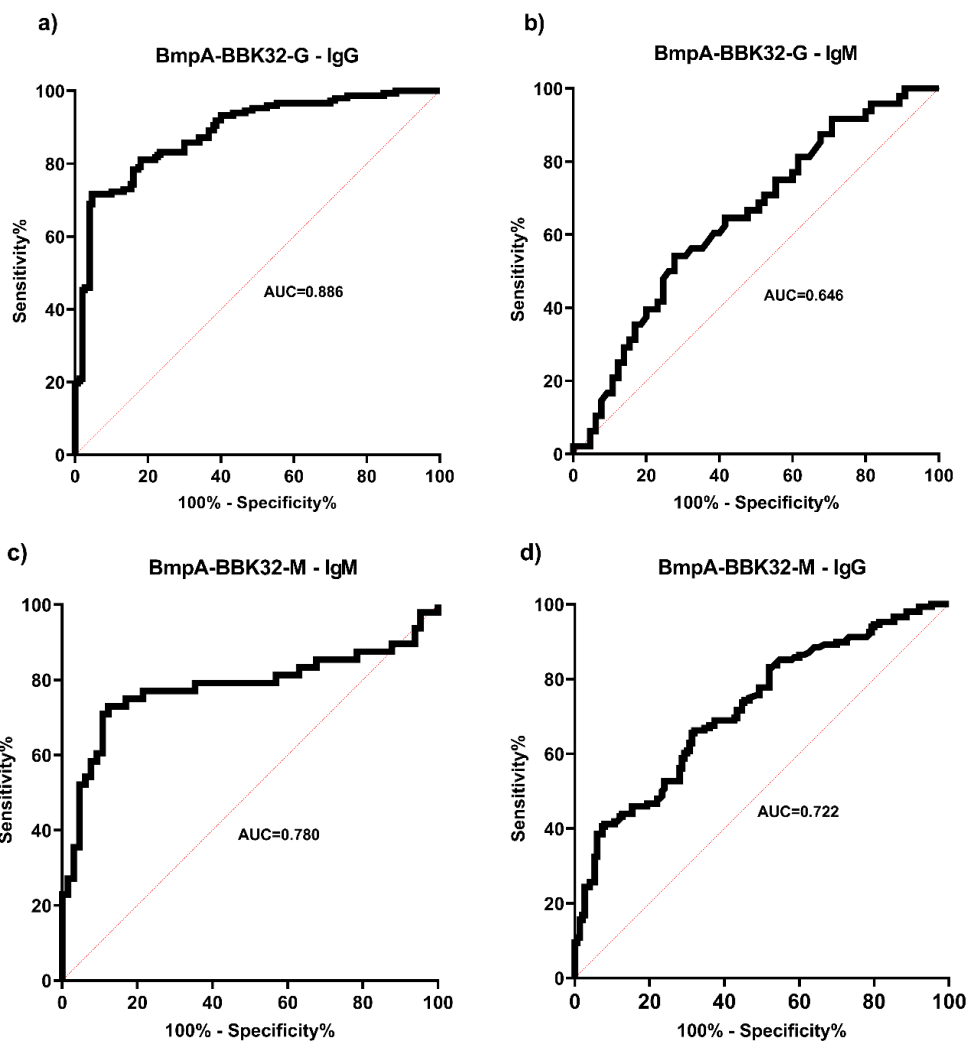 a)
BmpA-BBK32-G - IgG
100
80
60
40
20
0
Sensitivity%
AUC=0.886
0 20 40 60 80 100
100% - Specificity%
b)
BmpA-BBK32-G - IgM
100
80
60
40
20
0
Sensitivity%
AUC=0.646
0 20 40 60 80 100
100% - Specificity%
c)
BmpA-BBK32-M - IgM
100
80
60
40
20
0
Sensitivity%
AUC=0.780
0 20 40 60 80 100
100% - Specificity%
d)
BmpA-BBK32-M - IgG
100
80
60
40
20
0
Sensitivity%
AUC=0.722
0 20 40 60 80 100
100% - Specificity%